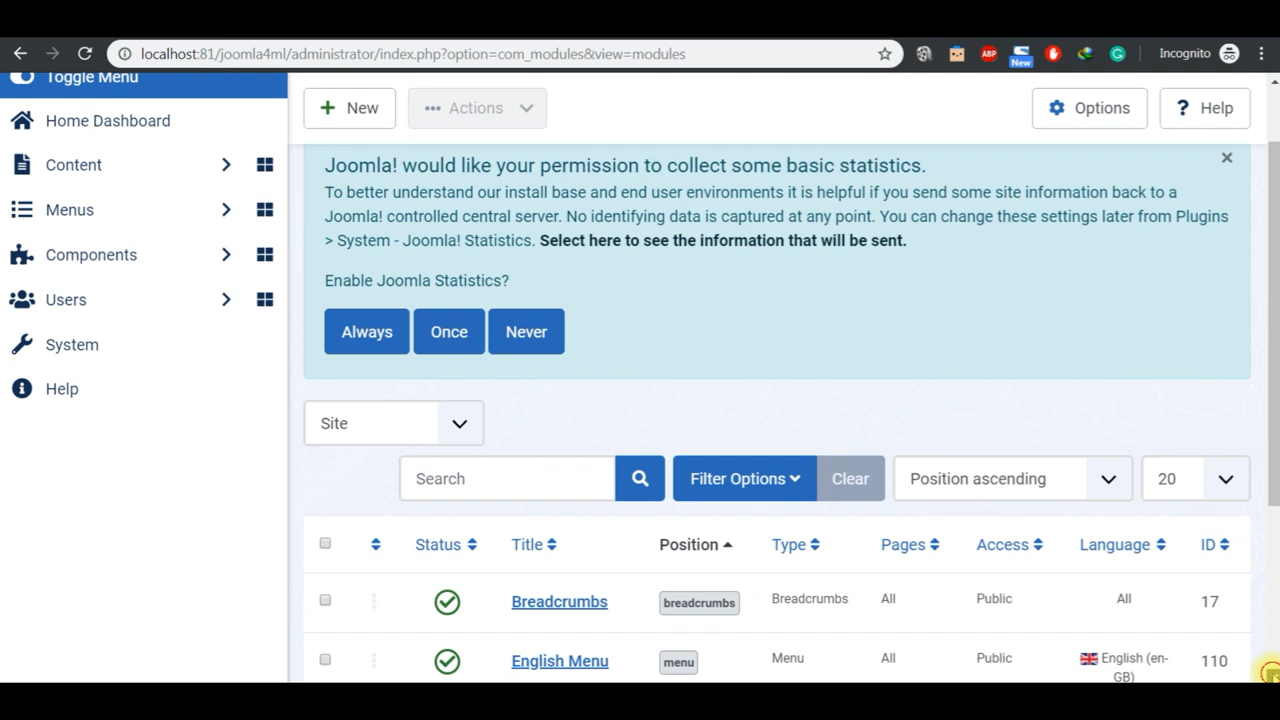 localhost:81/joomla4ml/administrator/index.php?option=com_modules&view=modules
ABP
New
Incognito
Toggle Menu
Home Dashboard
Content
Menus
Components
Users
System
Help
New
Actions
Options
? Help
Joomla! would like your permission to collect some basic statistics.
To better understand our install base and end user environments it is helpful if you send some site information back to a
Joomla! controlled central server. No identifying data is captured at any point. You can change these settings later from Plugins
> System - Joomla! Statistics. Select here to see the information that will be sent.
Enable Joomla Statistics?
Always Once Never
Site
Search
Filter Options
Clear
Position ascending
20
Status Title Position Type Pages Access Language ID
Breadcrumbs breadcrumbs Breadcrumbs All Public All 17
English Menu menu Menu All Public English (en-
GB) 110